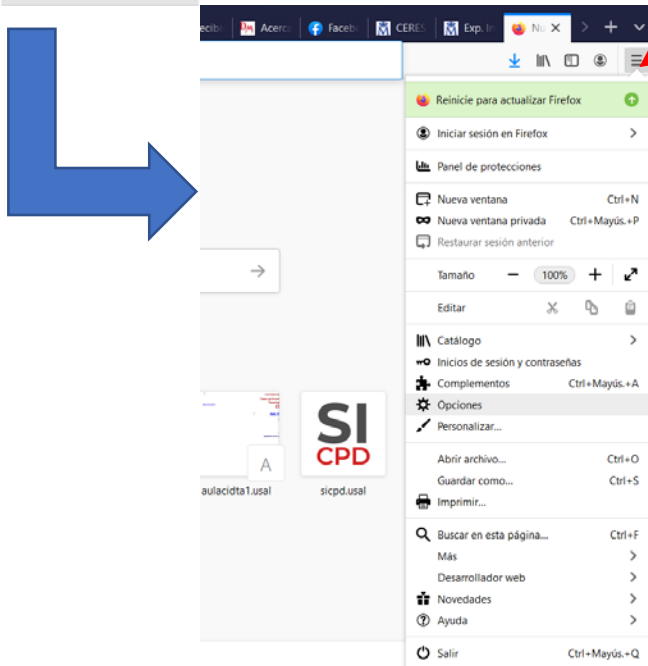 Acerc
Faceb
CERES
Exp. In
Nu
Reinicie para actualizar Firefox
Iniciar sesión en Firefox
Panel de protecciones
Nueva ventana Ctrl+N
Nueva ventana privada Ctrl+Mayús.+P
Restaurar sesión anterior
Tamaño 100%
Editar
Catálogo
Inicios de sesión y contraseñas
Complementos Ctrl+Mayús.+A
Opciones
Personalizar...
Abrir archivo... Ctrl+O
Guardar como... Ctrl+S
Imprimir...
Buscar en esta página... Ctrl+F
Más
Desarrollador web
Novedades
Ayuda
Salir Ctrl+Mayús.+Q
A
SI
CPD
aulacidta1.usal
sicpd.usal